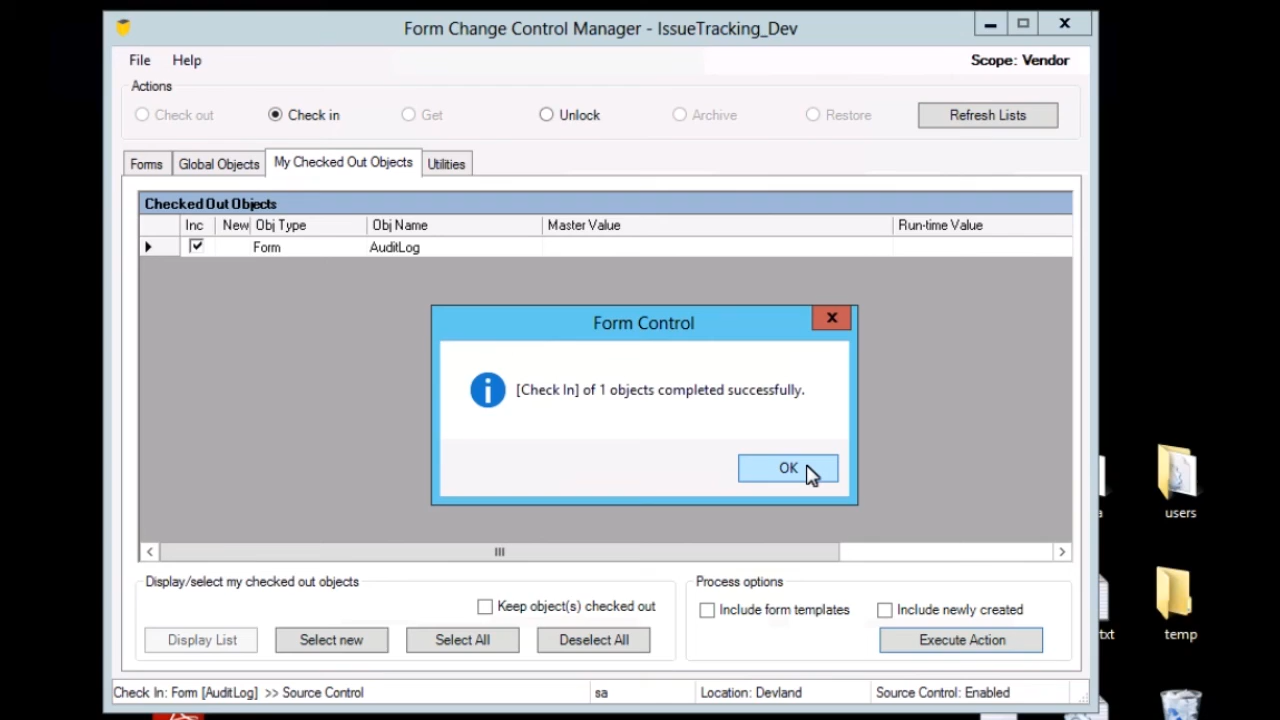 Form Change Control Manager - IssueTracking_Dev
File Help Scope: Vendor
Actions
Check out Check in Get Unlock Archive Restore Refresh Lists
Forms Global Objects My Checked Out Objects Utilities
Checked Out Objects
Inc New Obj Type Obj Name Master Value Run-time Value
Form AuditLog
Form Control
[Check In] of 1 objects completed successfully.
OK
users
Display/select my checked out objects Process options
Keep object(s) checked out Include form templates Include newly created
Display List Select new Select All Deselect All Execute Action
txt temp
Check In: Form [AuditLog] >> Source Control sa Location: Devland Source Control: Enabled